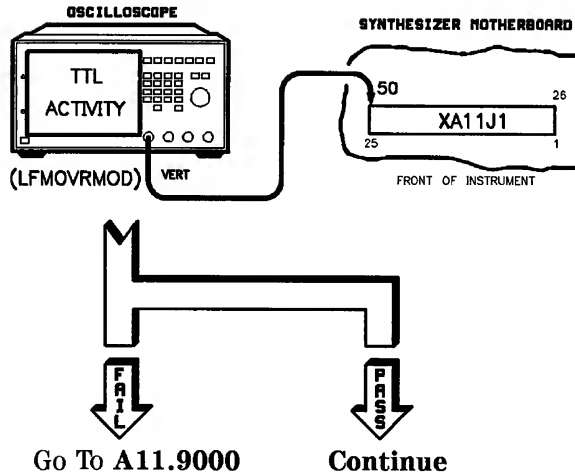 OSCILLOSCOPE
SYNTHESIZER MOTHERBOARD
TTL
ACTIVITY
50
26
XA11J1
25
1
(LFMOVRMOD)
VERT
FRONT OF INSTRUMENT
FAIL
PASS
Go To A11.9000
Continue